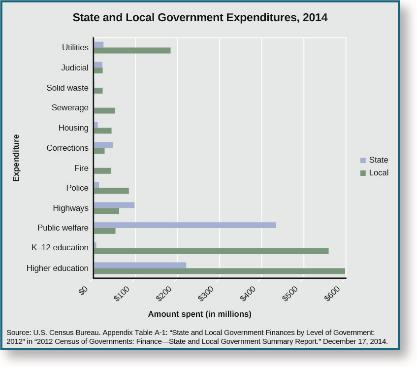 State and Local Government Expenditures, 2014
Utilities
Judicial
Solid waste
Sewerage
Housing
Corrections
Fire
Police
Highways
Public welfare
K–12 education
Higher education
Expenditure
State
Local
$0
$100
$200
$300
$400
$500
$600
Amount spent (in millions)
Source: U.S. Census Bureau. Appendix Table A-1: “State and Local Government Finances by Level of Government:
2012” in “2012 Census of Governments: Finance—State and Local Government Summary Report.” December 17, 2014.